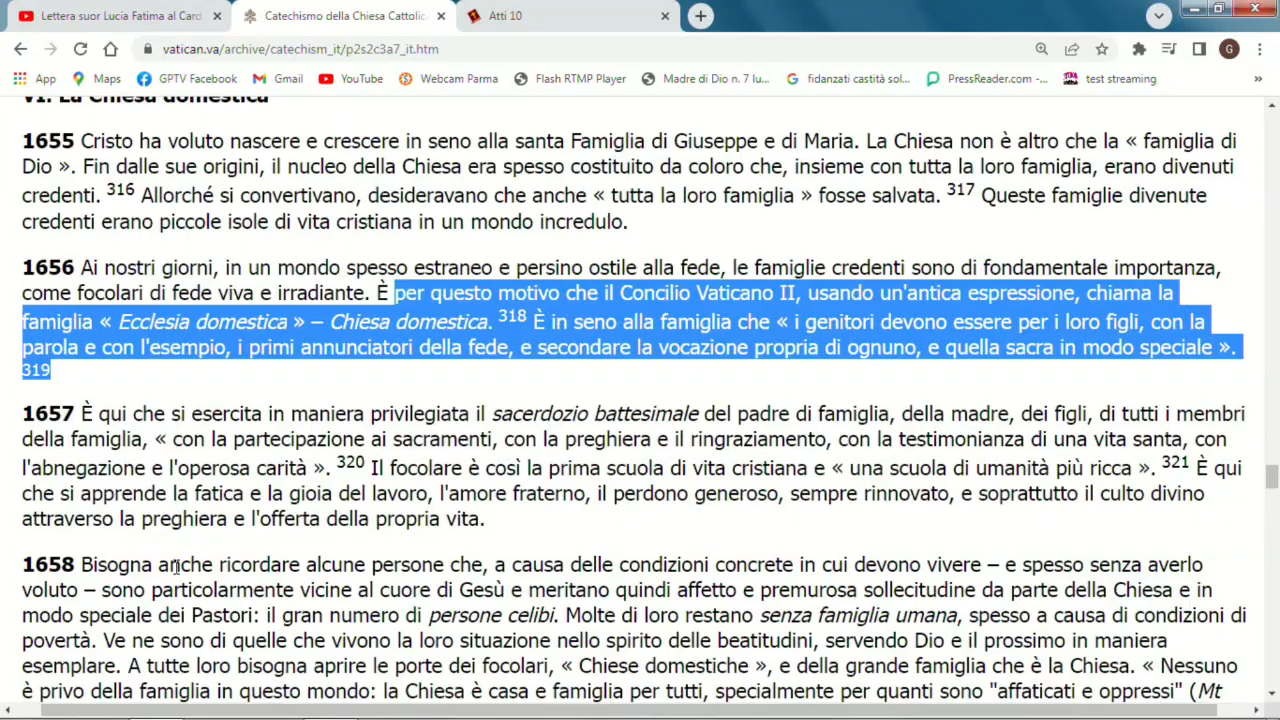 Lettera suor Lucia Fatima al Card
Catechismo della Chiesa Cattolic
Atti 10
vatican.va/archive/catechism_it/p2s2c3a7_it.htm
G
App Maps GPTV Facebook Gmail YouTube Webcam Parma Flash RTMP Player Madre di Dio n. 7 lu... fidanzati castità sol... PressReader.com -... test streaming »
VI. La Chiesa domestica
1655 Cristo ha voluto nascere e crescere in seno alla santa Famiglia di Giuseppe e di Maria. La Chiesa non è altro che la « famiglia di
Dio ». Fin dalle sue origini, il nucleo della Chiesa era spesso costituito da coloro che, insieme con tutta la loro famiglia, erano divenuti
credenti. 316 Allorché si convertivano, desideravano che anche « tutta la loro famiglia » fosse salvata. 317 Queste famiglie divenute
credenti erano piccole isole di vita cristiana in un mondo incredulo.
1656 Ai nostri giorni, in un mondo spesso estraneo e persino ostile alla fede, le famiglie credenti sono di fondamentale importanza,
come focolari di fede viva e irradiante. È per questo motivo che il Concilio Vaticano II, usando un'antica espressione, chiama la
famiglia « Ecclesia domestica » – Chiesa domestica. 318 È in seno alla famiglia che « i genitori devono essere per i loro figli, con la
parola e con l'esempio, i primi annunciatori della fede, e secondare la vocazione propria di ognuno, e quella sacra in modo speciale ».
319
1657 È qui che si esercita in maniera privilegiata il sacerdozio battesimale del padre di famiglia, della madre, dei figli, di tutti i membri
della famiglia, « con la partecipazione ai sacramenti, con la preghiera e il ringraziamento, con la testimonianza di una vita santa, con
l'abnegazione e l'operosa carità ». 320 Il focolare è così la prima scuola di vita cristiana e « una scuola di umanità più ricca ». 321 È qui
che si apprende la fatica e la gioia del lavoro, l'amore fraterno, il perdono generoso, sempre rinnovato, e soprattutto il culto divino
attraverso la preghiera e l'offerta della propria vita.
1658 Bisogna anche ricordare alcune persone che, a causa delle condizioni concrete in cui devono vivere – e spesso senza averlo
voluto – sono particolarmente vicine al cuore di Gesù e meritano quindi affetto e premurosa sollecitudine da parte della Chiesa e in
modo speciale dei Pastori: il gran numero di persone celibi. Molte di loro restano senza famiglia umana, spesso a causa di condizioni di
povertà. Ve ne sono di quelle che vivono la loro situazione nello spirito delle beatitudini, servendo Dio e il prossimo in maniera
esemplare. A tutte loro bisogna aprire le porte dei focolari, « Chiese domestiche », e della grande famiglia che è la Chiesa. « Nessuno
è privo della famiglia in questo mondo: la Chiesa è casa e famiglia per tutti, specialmente per quanti sono "affaticati e oppressi" (Mt